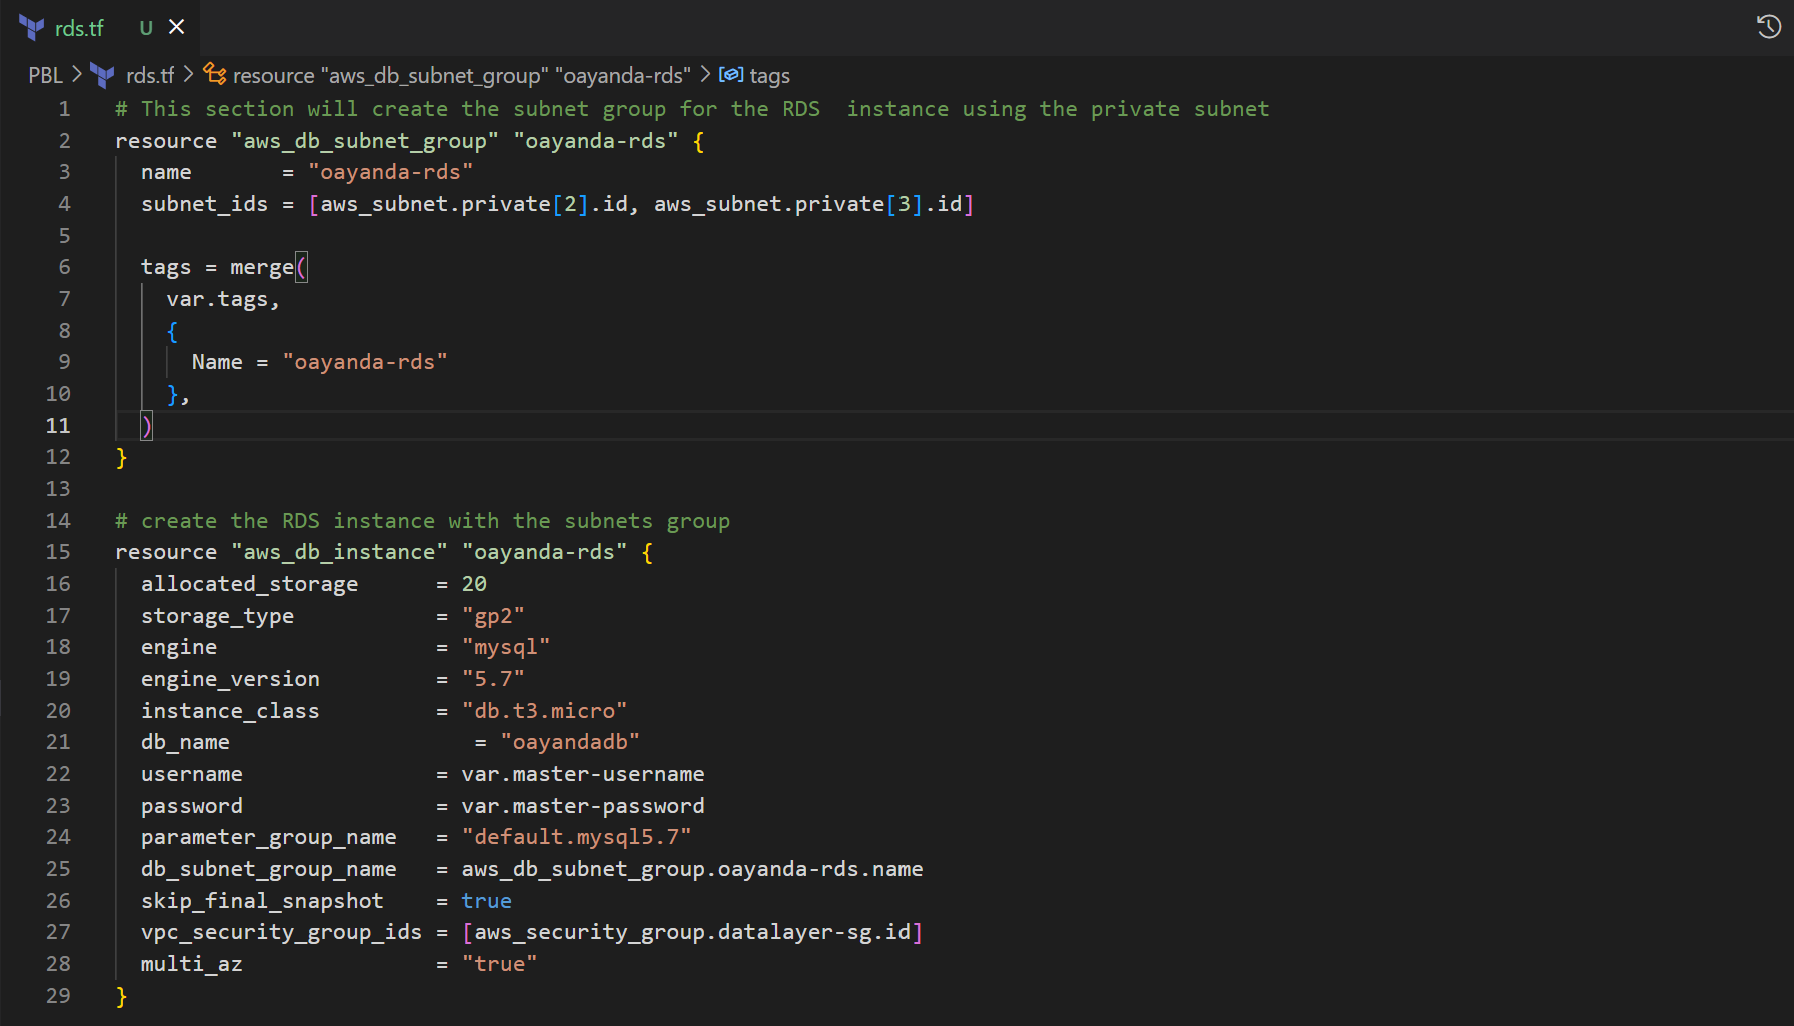 rds.tf U
PBL > rds.tf > resource "aws_db_subnet_group" "oayanda-rds" > tags
1 # This section will create the subnet group for the RDS  instance using the private subnet
2 resource "aws_db_subnet_group" "oayanda-rds" {
3   name       = "oayanda-rds"
4   subnet_ids = [aws_subnet.private[2].id, aws_subnet.private[3].id]
5
6   tags = merge(
7     var.tags,
8     {
9       Name = "oayanda-rds"
10     },
11   )
12 }
13
14 # create the RDS instance with the subnets group
15 resource "aws_db_instance" "oayanda-rds" {
16   allocated_storage      = 20
17   storage_type           = "gp2"
18   engine                 = "mysql"
19   engine_version         = "5.7"
20   instance_class         = "db.t3.micro"
21   db_name                   = "oayandadb"
22   username               = var.master-username
23   password               = var.master-password
24   parameter_group_name   = "default.mysql5.7"
25   db_subnet_group_name   = aws_db_subnet_group.oayanda-rds.name
26   skip_final_snapshot    = true
27   vpc_security_group_ids = [aws_security_group.datalayer-sg.id]
28   multi_az               = "true"
29 }